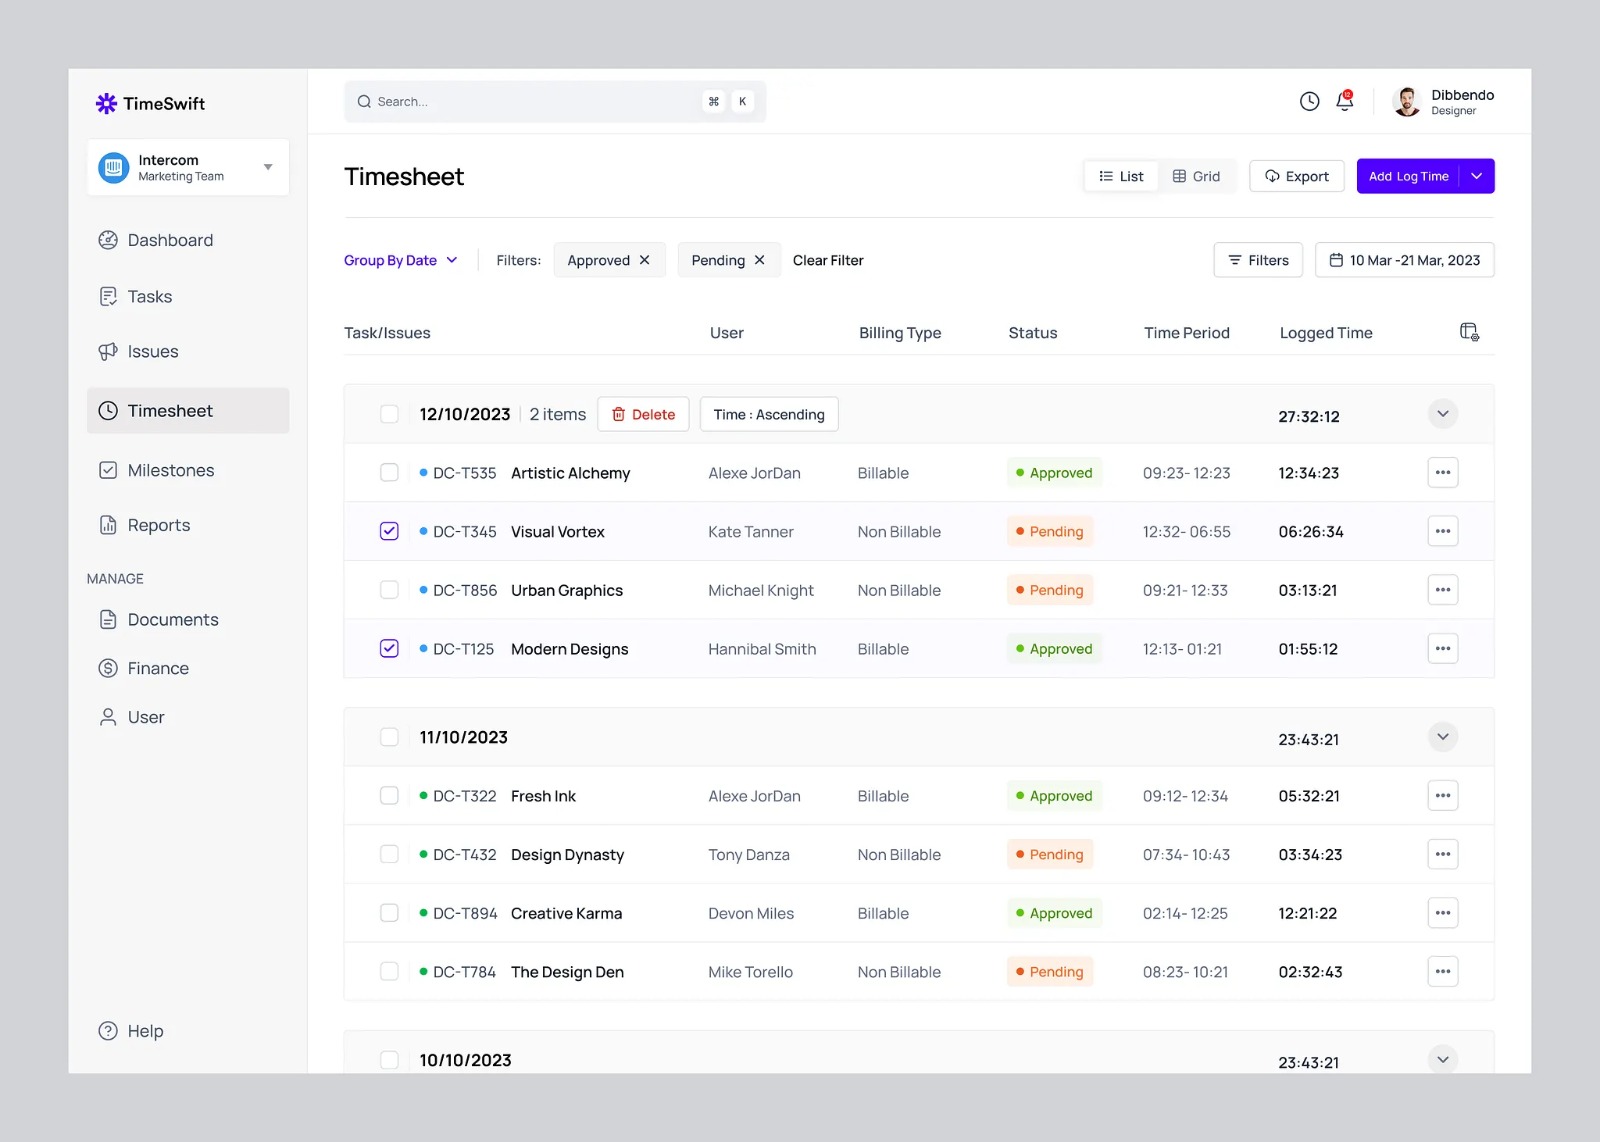 TimeSwift
Search...
⌘ K
12
Dibbendo
Designer
Intercom
Marketing Team
Dashboard
Tasks
Issues
Timesheet
Milestones
Reports
MANAGE
Documents
Finance
User
Help
Timesheet
List Grid Export Add Log Time
Group By Date Filters: Approved Pending Clear Filter Filters 10 Mar -21 Mar, 2023
Task/Issues User Billing Type Status Time Period Logged Time
12/10/2023 2 items Delete Time : Ascending 27:32:12
DC-T535 Artistic Alchemy Alexe JorDan Billable Approved 09:23- 12:23 12:34:23
DC-T345 Visual Vortex Kate Tanner Non Billable Pending 12:32- 06:55 06:26:34
DC-T856 Urban Graphics Michael Knight Non Billable Pending 09:21- 12:33 03:13:21
DC-T125 Modern Designs Hannibal Smith Billable Approved 12:13- 01:21 01:55:12
11/10/2023 23:43:21
DC-T322 Fresh Ink Alexe JorDan Billable Approved 09:12- 12:34 05:32:21
DC-T432 Design Dynasty Tony Danza Non Billable Pending 07:34- 10:43 03:34:23
DC-T894 Creative Karma Devon Miles Billable Approved 02:14- 12:25 12:21:22
DC-T784 The Design Den Mike Torello Non Billable Pending 08:23- 10:21 02:32:43
10/10/2023 23:43:21